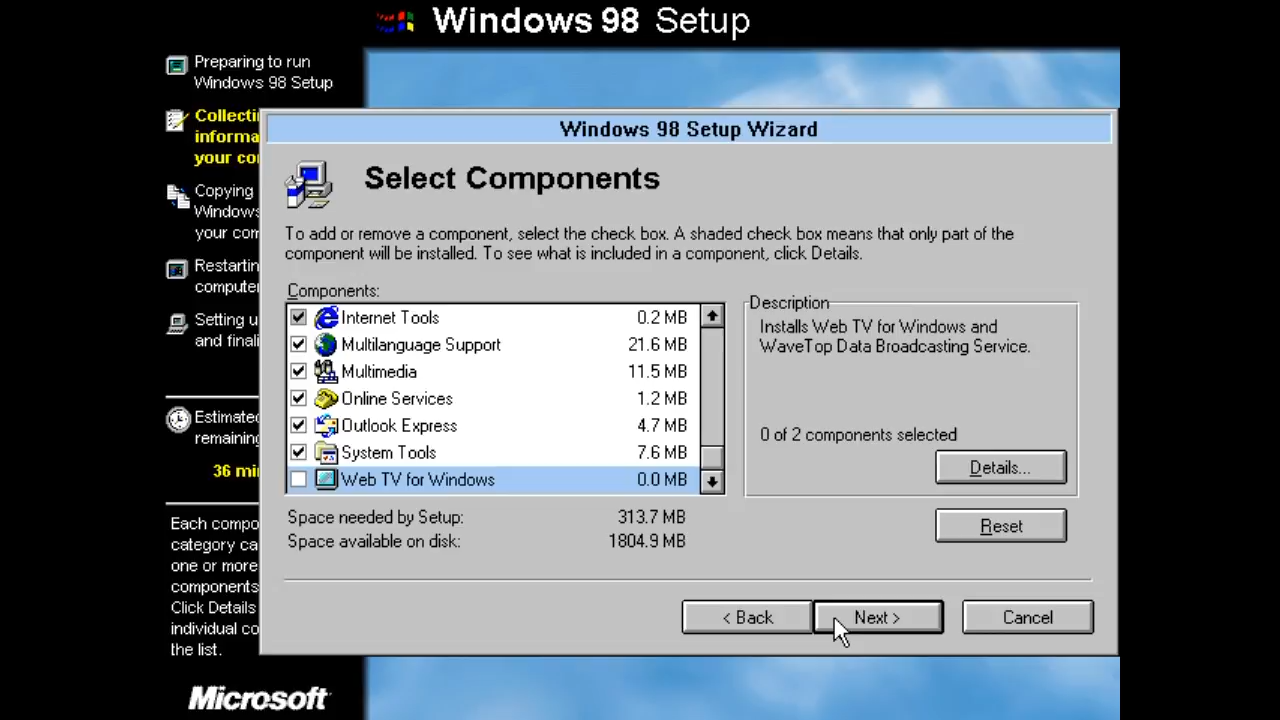 Windows 98 Setup
Preparing to run
Windows 98 Setup
Collecti
informa
your co
Copying
Windows
your com
Restartin
compute
Setting u
and finali
Estimate
remaining
36 mi
Each compo
category ca
one or more
components
Click Details
individual co
the list.
Microsoft
Windows 98 Setup Wizard
Select Components
To add or remove a component, select the check box. A shaded check box means that only part of the
component will be installed. To see what is included in a component, click Details.
Components:
Internet Tools 0.2 MB
Multilanguage Support 21.6 MB
Multimedia 11.5 MB
Online Services 1.2 MB
Outlook Express 4.7 MB
System Tools 7.6 MB
Web TV for Windows 0.0 MB
Space needed by Setup: 313.7 MB
Space available on disk: 1804.9 MB
Description
Installs Web TV for Windows and
WaveTop Data Broadcasting Service.
0 of 2 components selected
Details...
Reset
< Back
Next >
Cancel